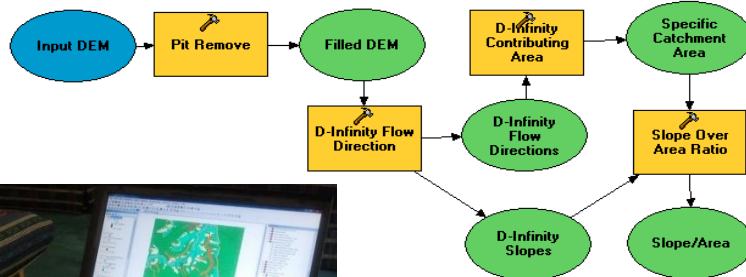 Input DEM
Pit Remove
Filled DEM
D-Infinity
Contributing
Area
Specific
Catchment
Area
D-Infinity Flow
Direction
D-Infinity
Flow
Directions
Slope Over
Area Ratio
D-Infinity
Slopes
Slope/Area